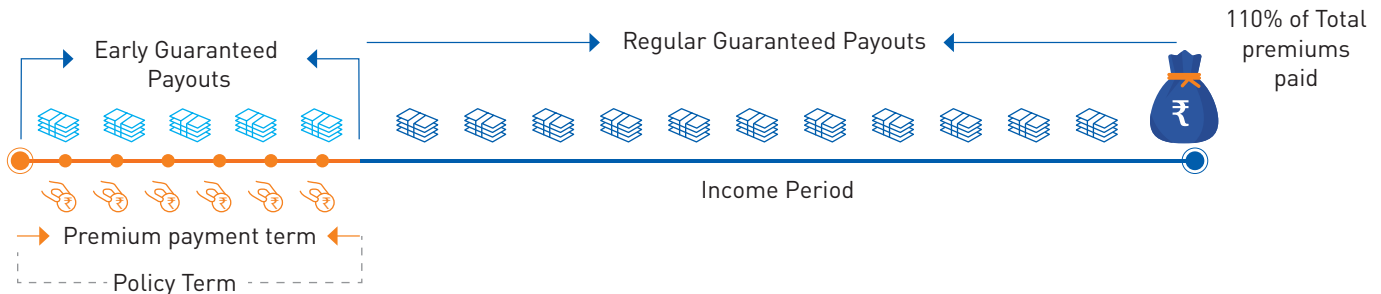 Early Guaranteed
Payouts
Regular Guaranteed Payouts
110% of Total
premiums
paid
₹
₹ ₹ ₹ ₹ ₹ ₹
Income Period
Premium payment term
Policy Term